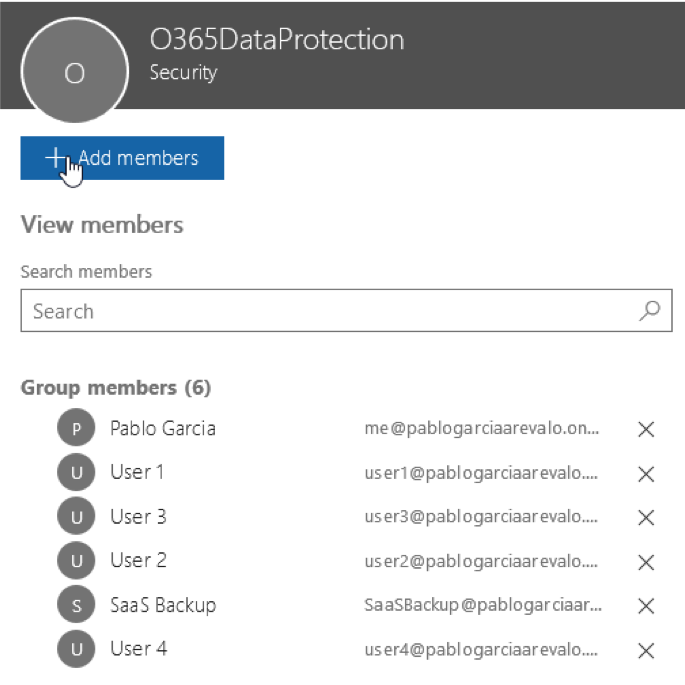 O365DataProtection
O
Security
+ Add members
View members
Search members
Search
Group members (6)
P Pablo Garcia me@pablogarciaarevalo.on...
U User 1 user1@pablogarciaarevalo....
U User 3 user3@pablogarciaarevalo....
U User 2 user2@pablogarciaarevalo....
S SaaS Backup SaaSBackup@pablogarciaar...
U User 4 user4@pablogarciaarevalo....